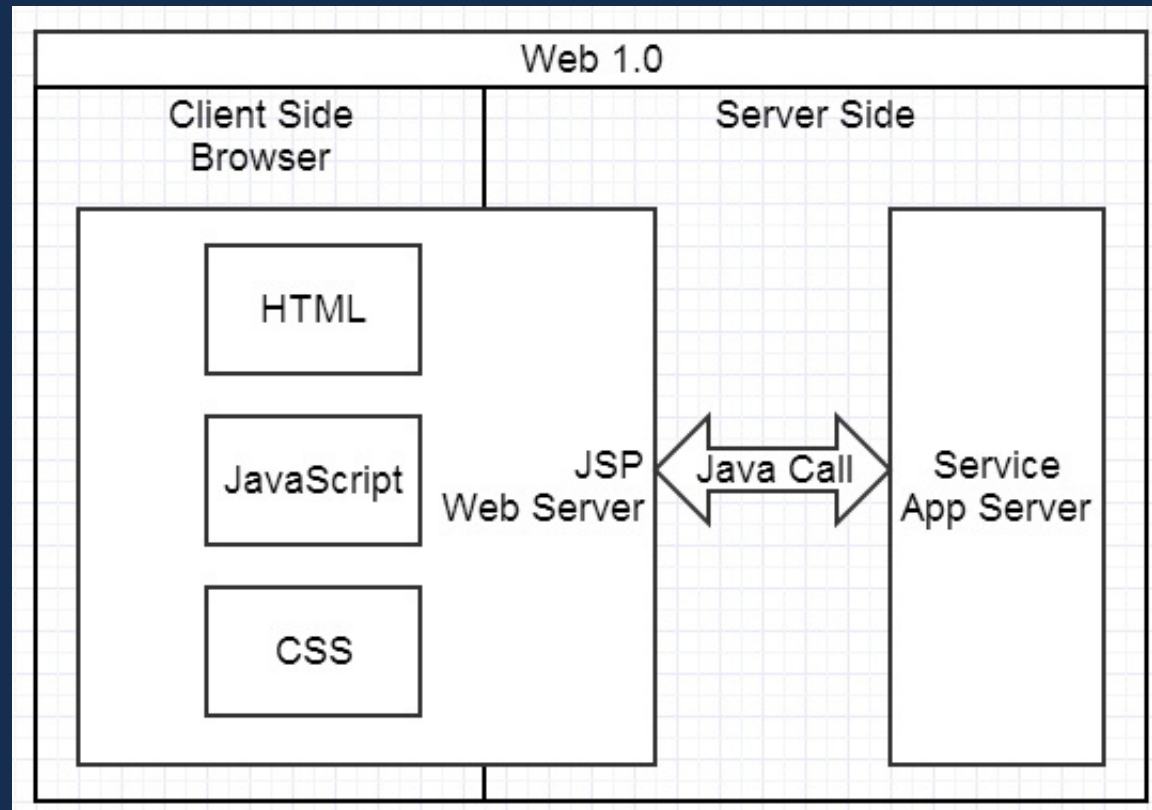 Web 1.0
Client Side
Browser
Server Side
HTML
JavaScript
CSS
JSP
Web Server
Java Call
Service
App Server